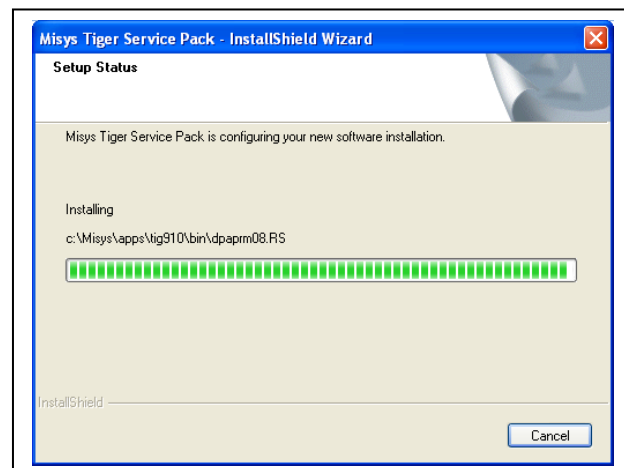 Misys Tiger Service Pack - InstallShield Wizard
Setup Status
Misys Tiger Service Pack is configuring your new software installation.
Installing
c:\Misys\apps\tig910\bin\dpaprm08.RS
InstallShield
Cancel